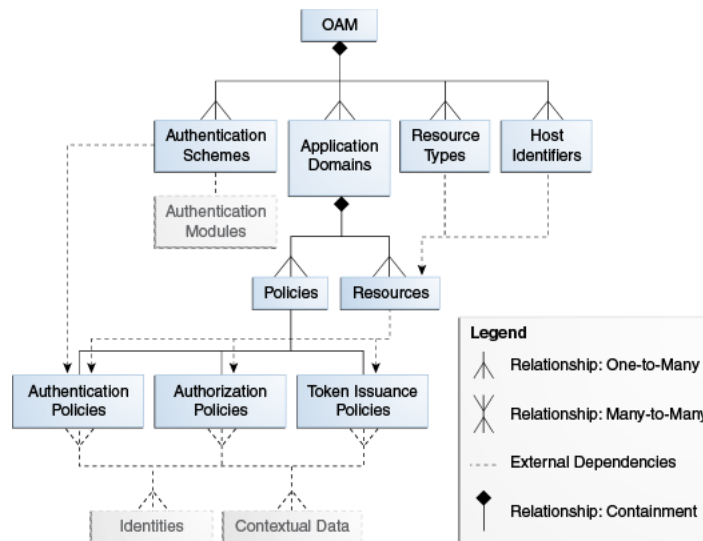 OAM
Authentication
Schemes
Application
Domains
Resource
Types
Host
Identifiers
Authentication
Modules
Policies
Resources
Authentication
Policies
Authorization
Policies
Token Issuance
Policies
Identities
Contextual Data
Legend
Relationship: One-to-Many
Relationship: Many-to-Many
External Dependencies
Relationship: Containment